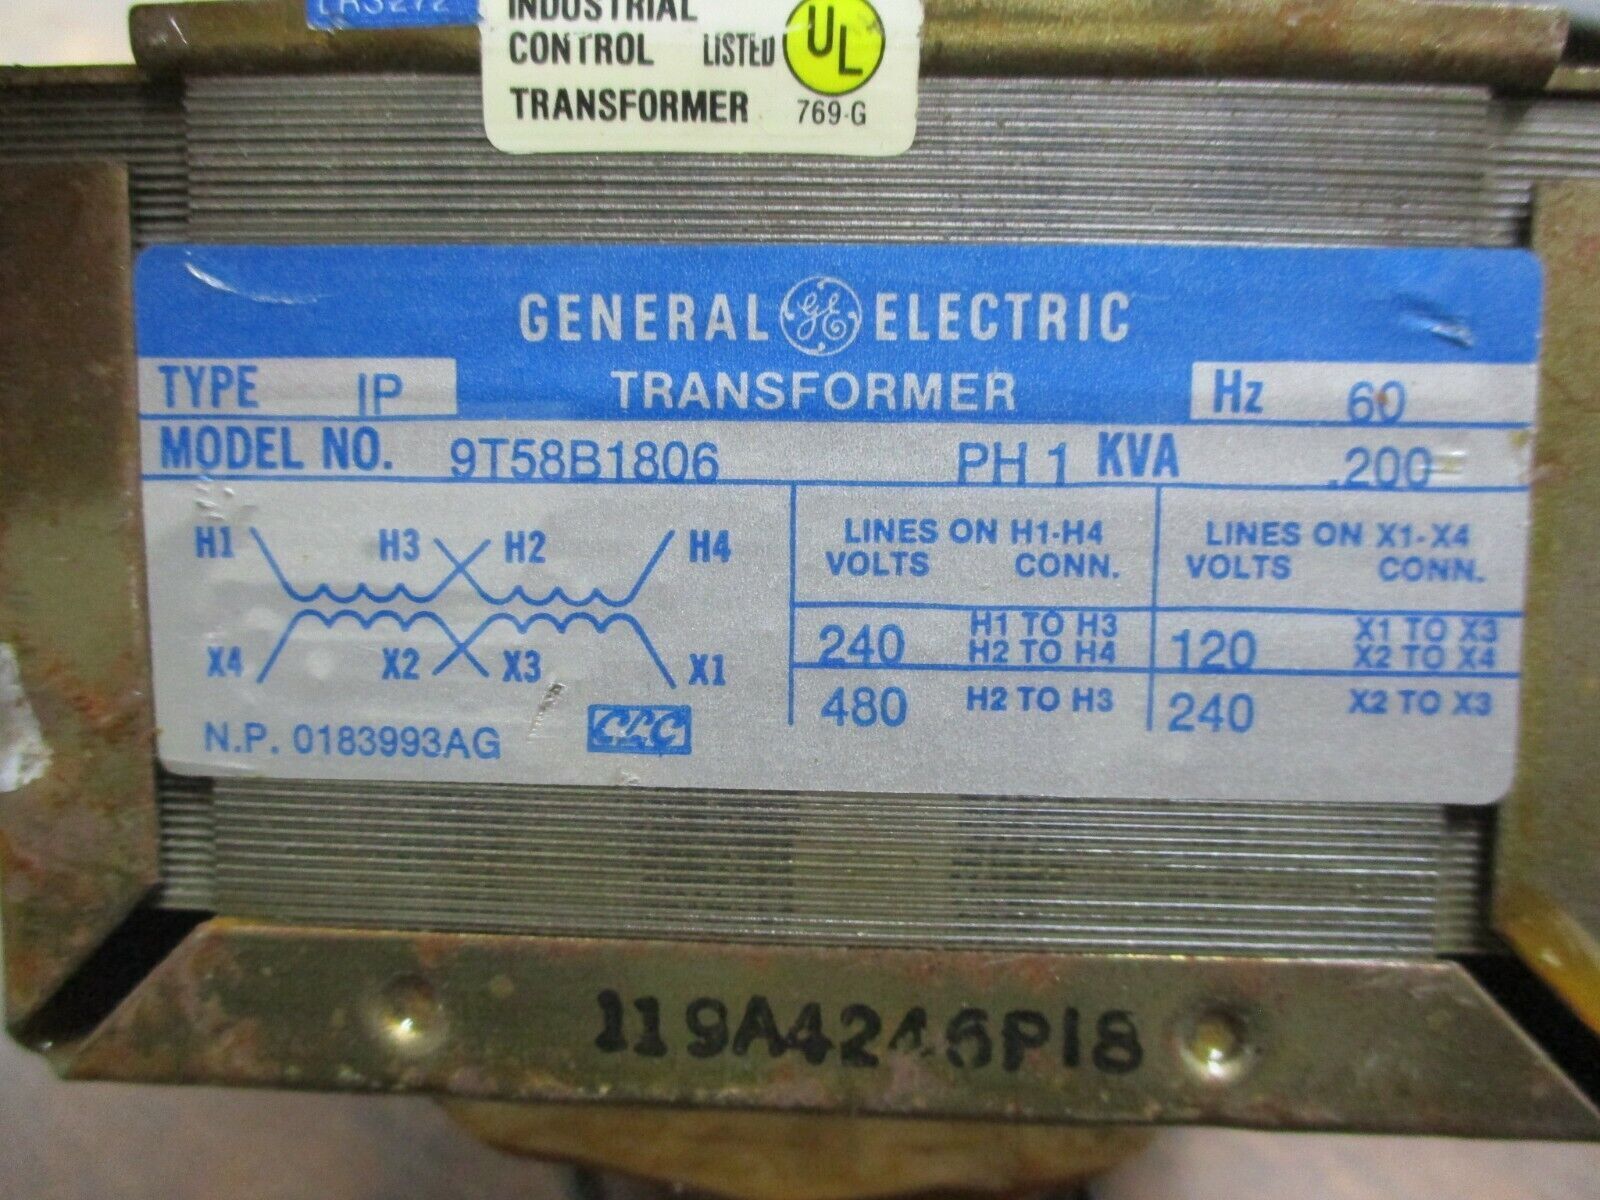 LR3272
INDUSTRIAL
CONTROL LISTED UL
TRANSFORMER 769-G
GENERAL GE ELECTRIC
TYPE IP TRANSFORMER Hz 60
MODEL NO. 9T58B1806 PH 1 KVA .200
H1 H3 H2 H4
X4 X2 X3 X1
N.P. 0183993AG CLC
LINES ON H1-H4
VOLTS CONN.
240 H1 TO H3
H2 TO H4
480 H2 TO H3
LINES ON X1-X4
VOLTS CONN.
120 X1 TO X3
X2 TO X4
240 X2 TO X3
119A4246P18